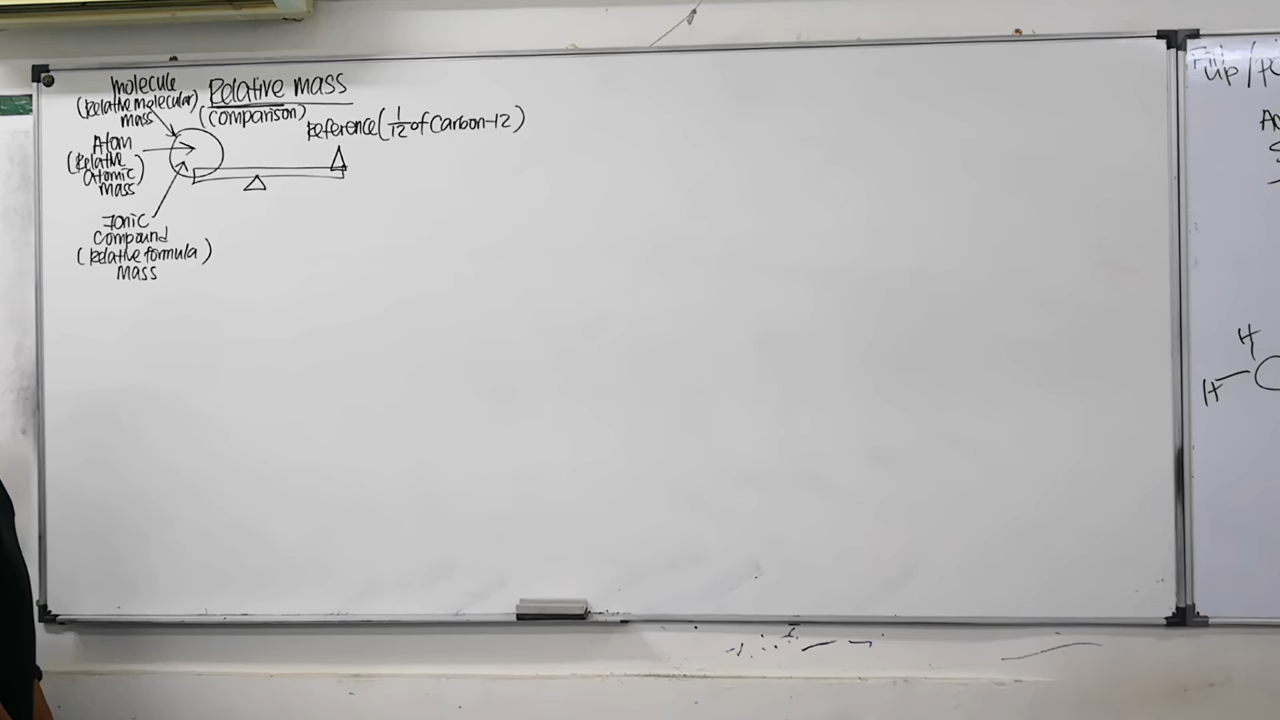 Relative mass
(comparison)
molecule
(Relative molecular)
mass
Reference (1/12 of Carbon-12)
Atom
(Relative
atomic)
mass
Ionic
compound
(Relative formula)
mass
up /
H
H